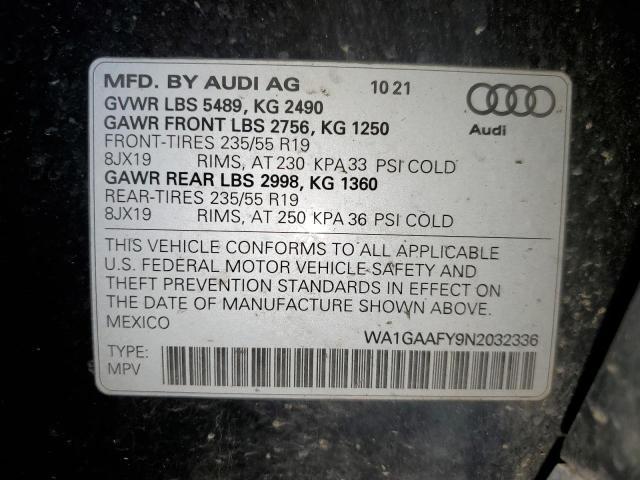 MFD. BY AUDI AG 10 21
GVWR LBS 5489, KG 2490
GAWR FRONT LBS 2756, KG 1250
FRONT-TIRES 235/55 R19
8JX19 RIMS, AT 230 KPA 33 PSI COLD
GAWR REAR LBS 2998, KG 1360
REAR-TIRES 235/55 R19
8JX19 RIMS, AT 250 KPA 36 PSI COLD
Audi
THIS VEHICLE CONFORMS TO ALL APPLICABLE
U.S. FEDERAL MOTOR VEHICLE SAFETY AND
THEFT PREVENTION STANDARDS IN EFFECT ON
THE DATE OF MANUFACTURE SHOWN ABOVE.
MEXICO
WA1GAAFY9N2032336
TYPE:
MPV